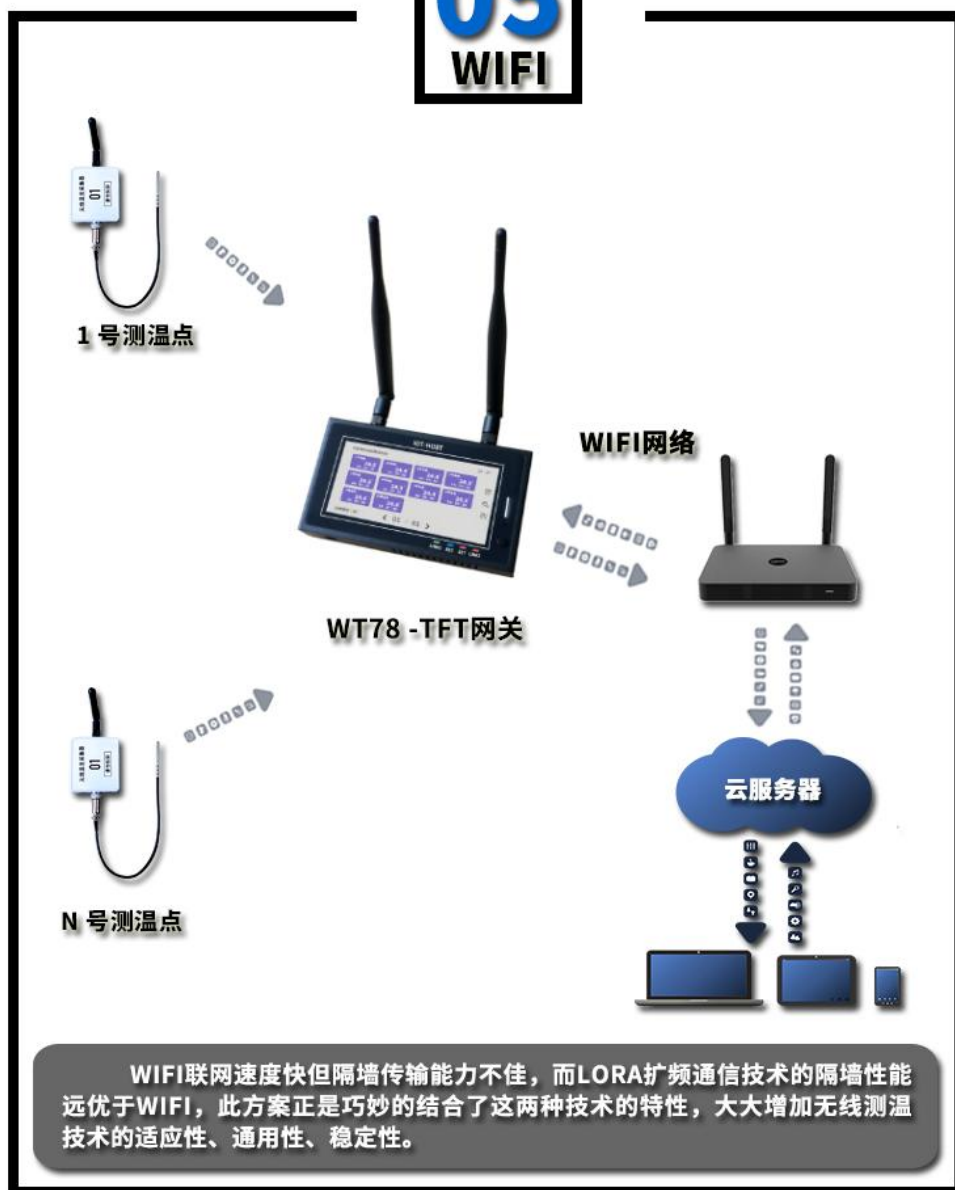 05
WIFI
01
1 号测温点
IOT-HOST
WIFI网络
WT78 -TFT网关
01
云服务器
N 号测温点
WIFI联网速度快但隔墙传输能力不佳，而LORA扩频通信技术的隔墙性能
远优于WIFI，此方案正是巧妙的结合了这两种技术的特性，大大增加无线测温
技术的适应性、通用性、稳定性。